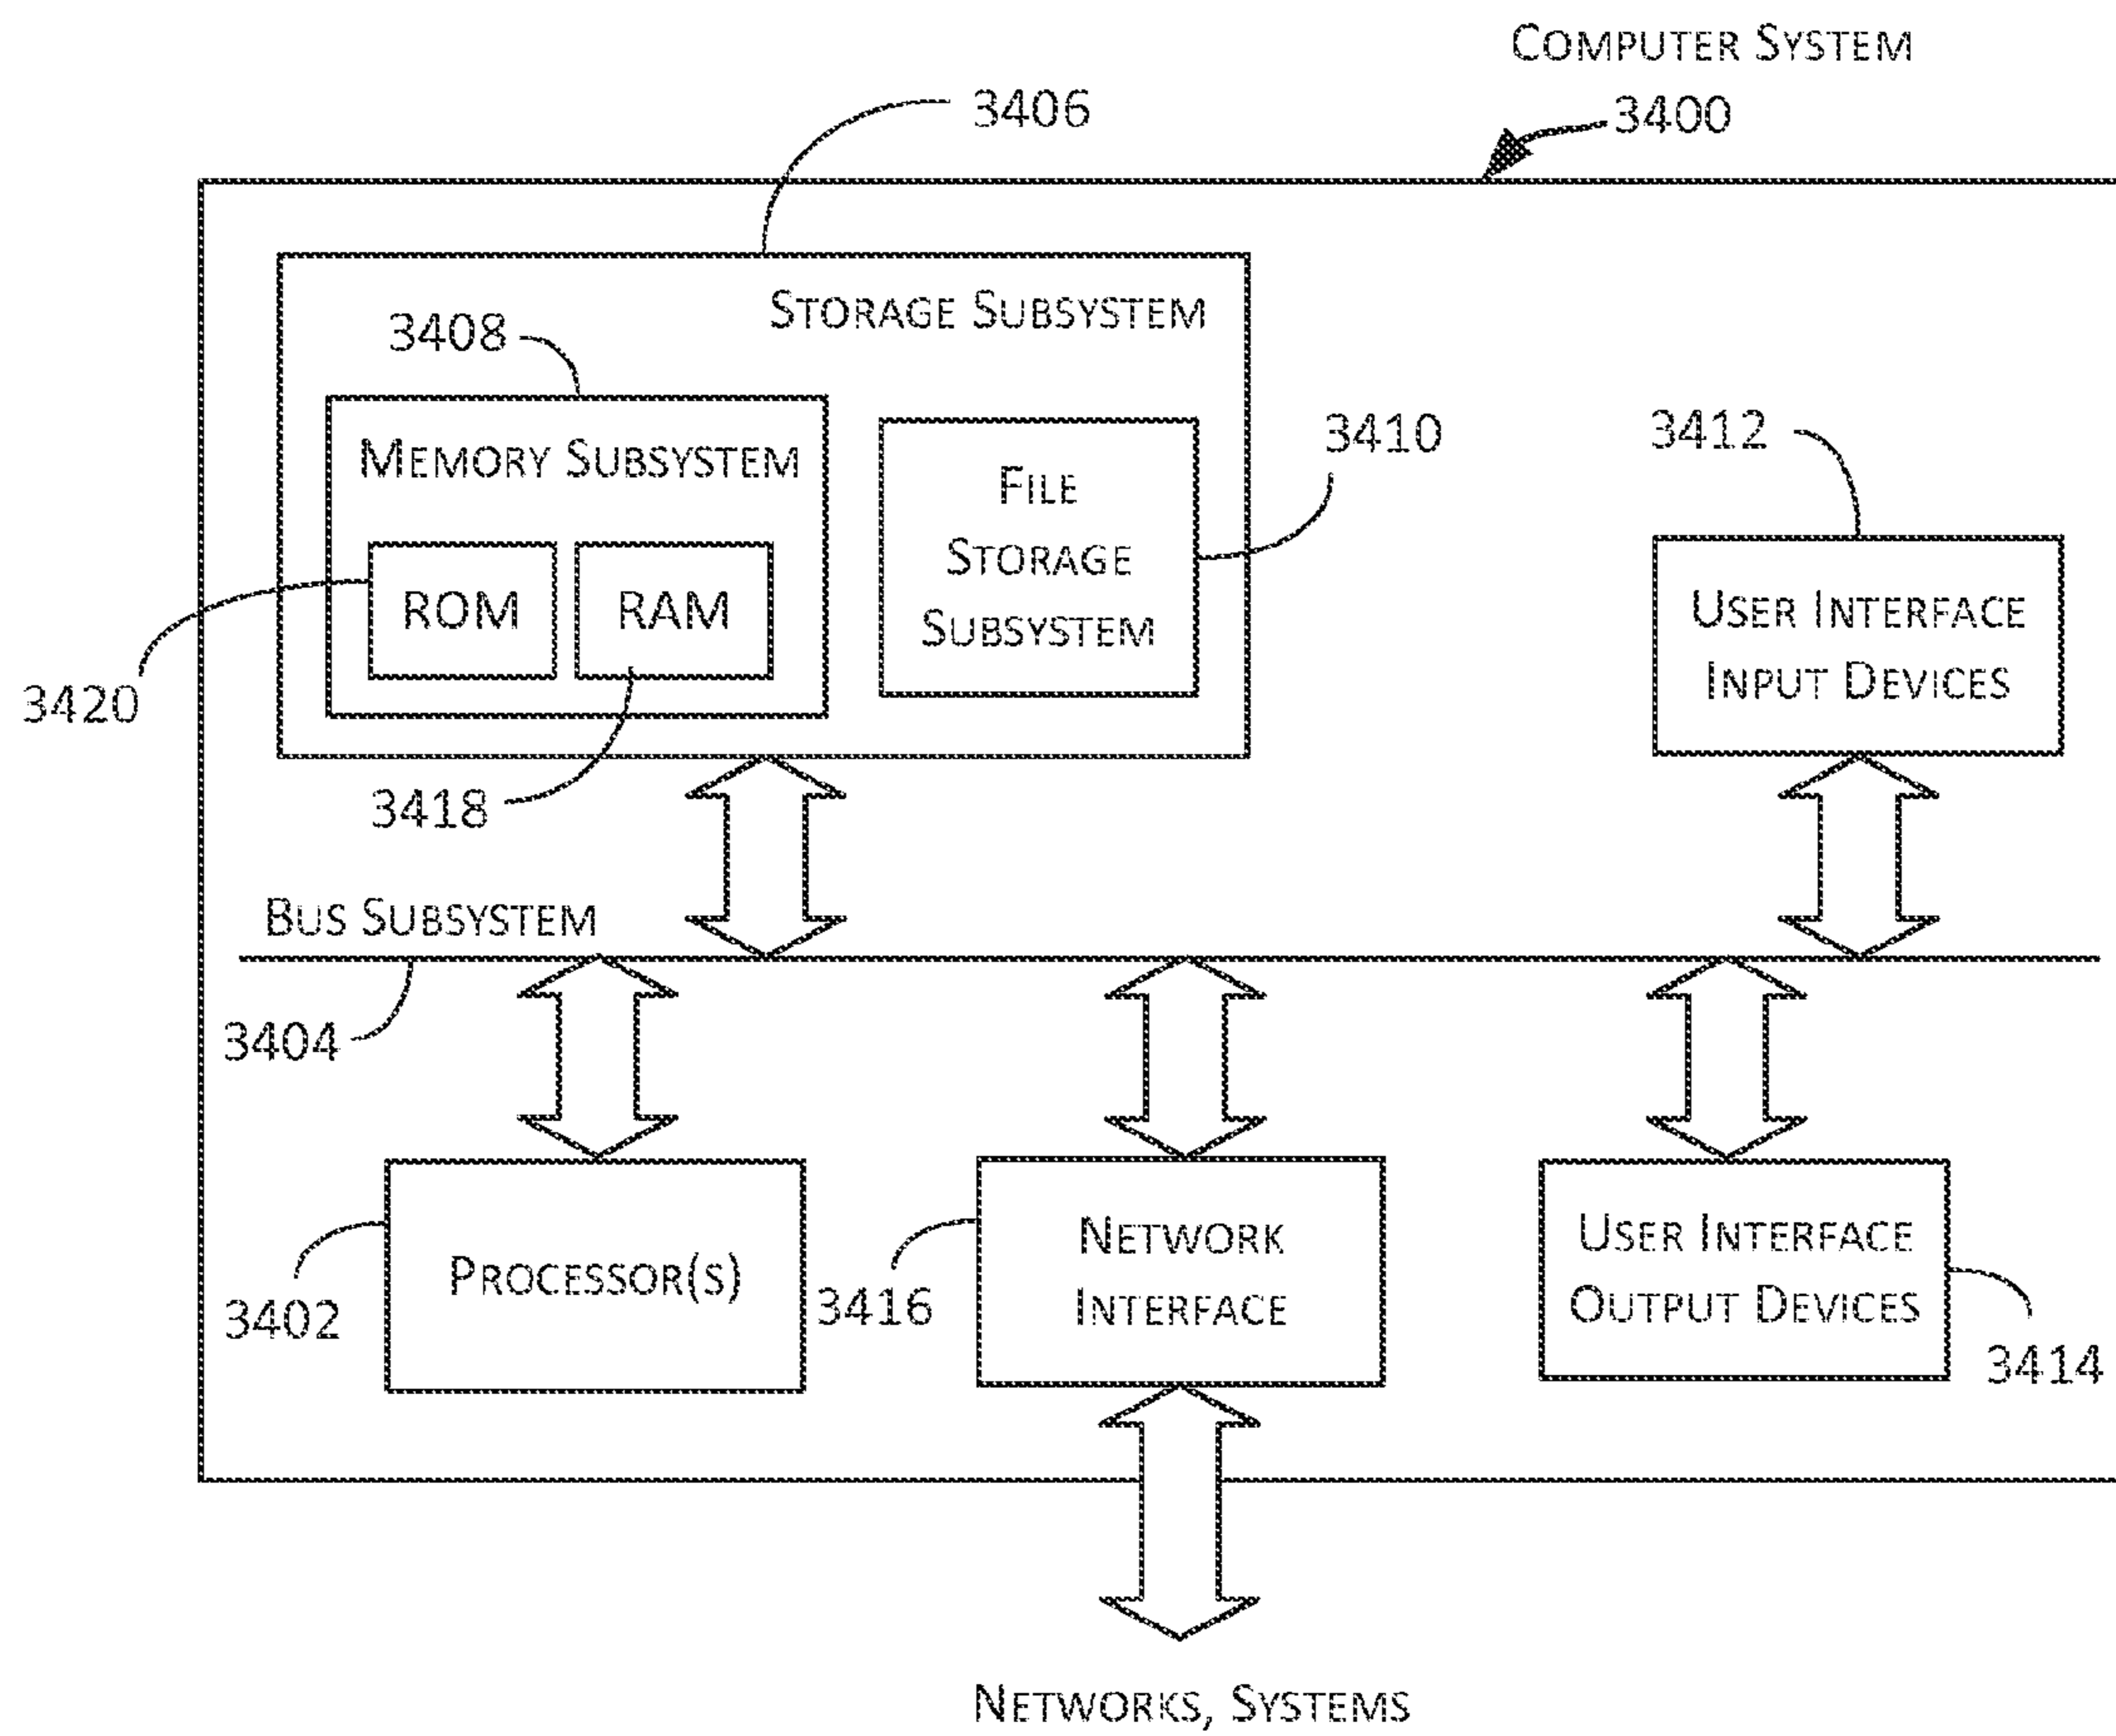 COMPUTER SYSTEM
3400
3406
STORAGE SUBSYSTEM
3408
MEMORY SUBSYSTEM
ROM
RAM
3420
3418
FILE
STORAGE
SUBSYSTEM
3410
3412
USER INTERFACE
INPUT DEVICES
BUS SUBSYSTEM
3404
PROCESSOR(S)
3402
NETWORK
INTERFACE
3416
USER INTERFACE
OUTPUT DEVICES
3414
NETWORKS, SYSTEMS